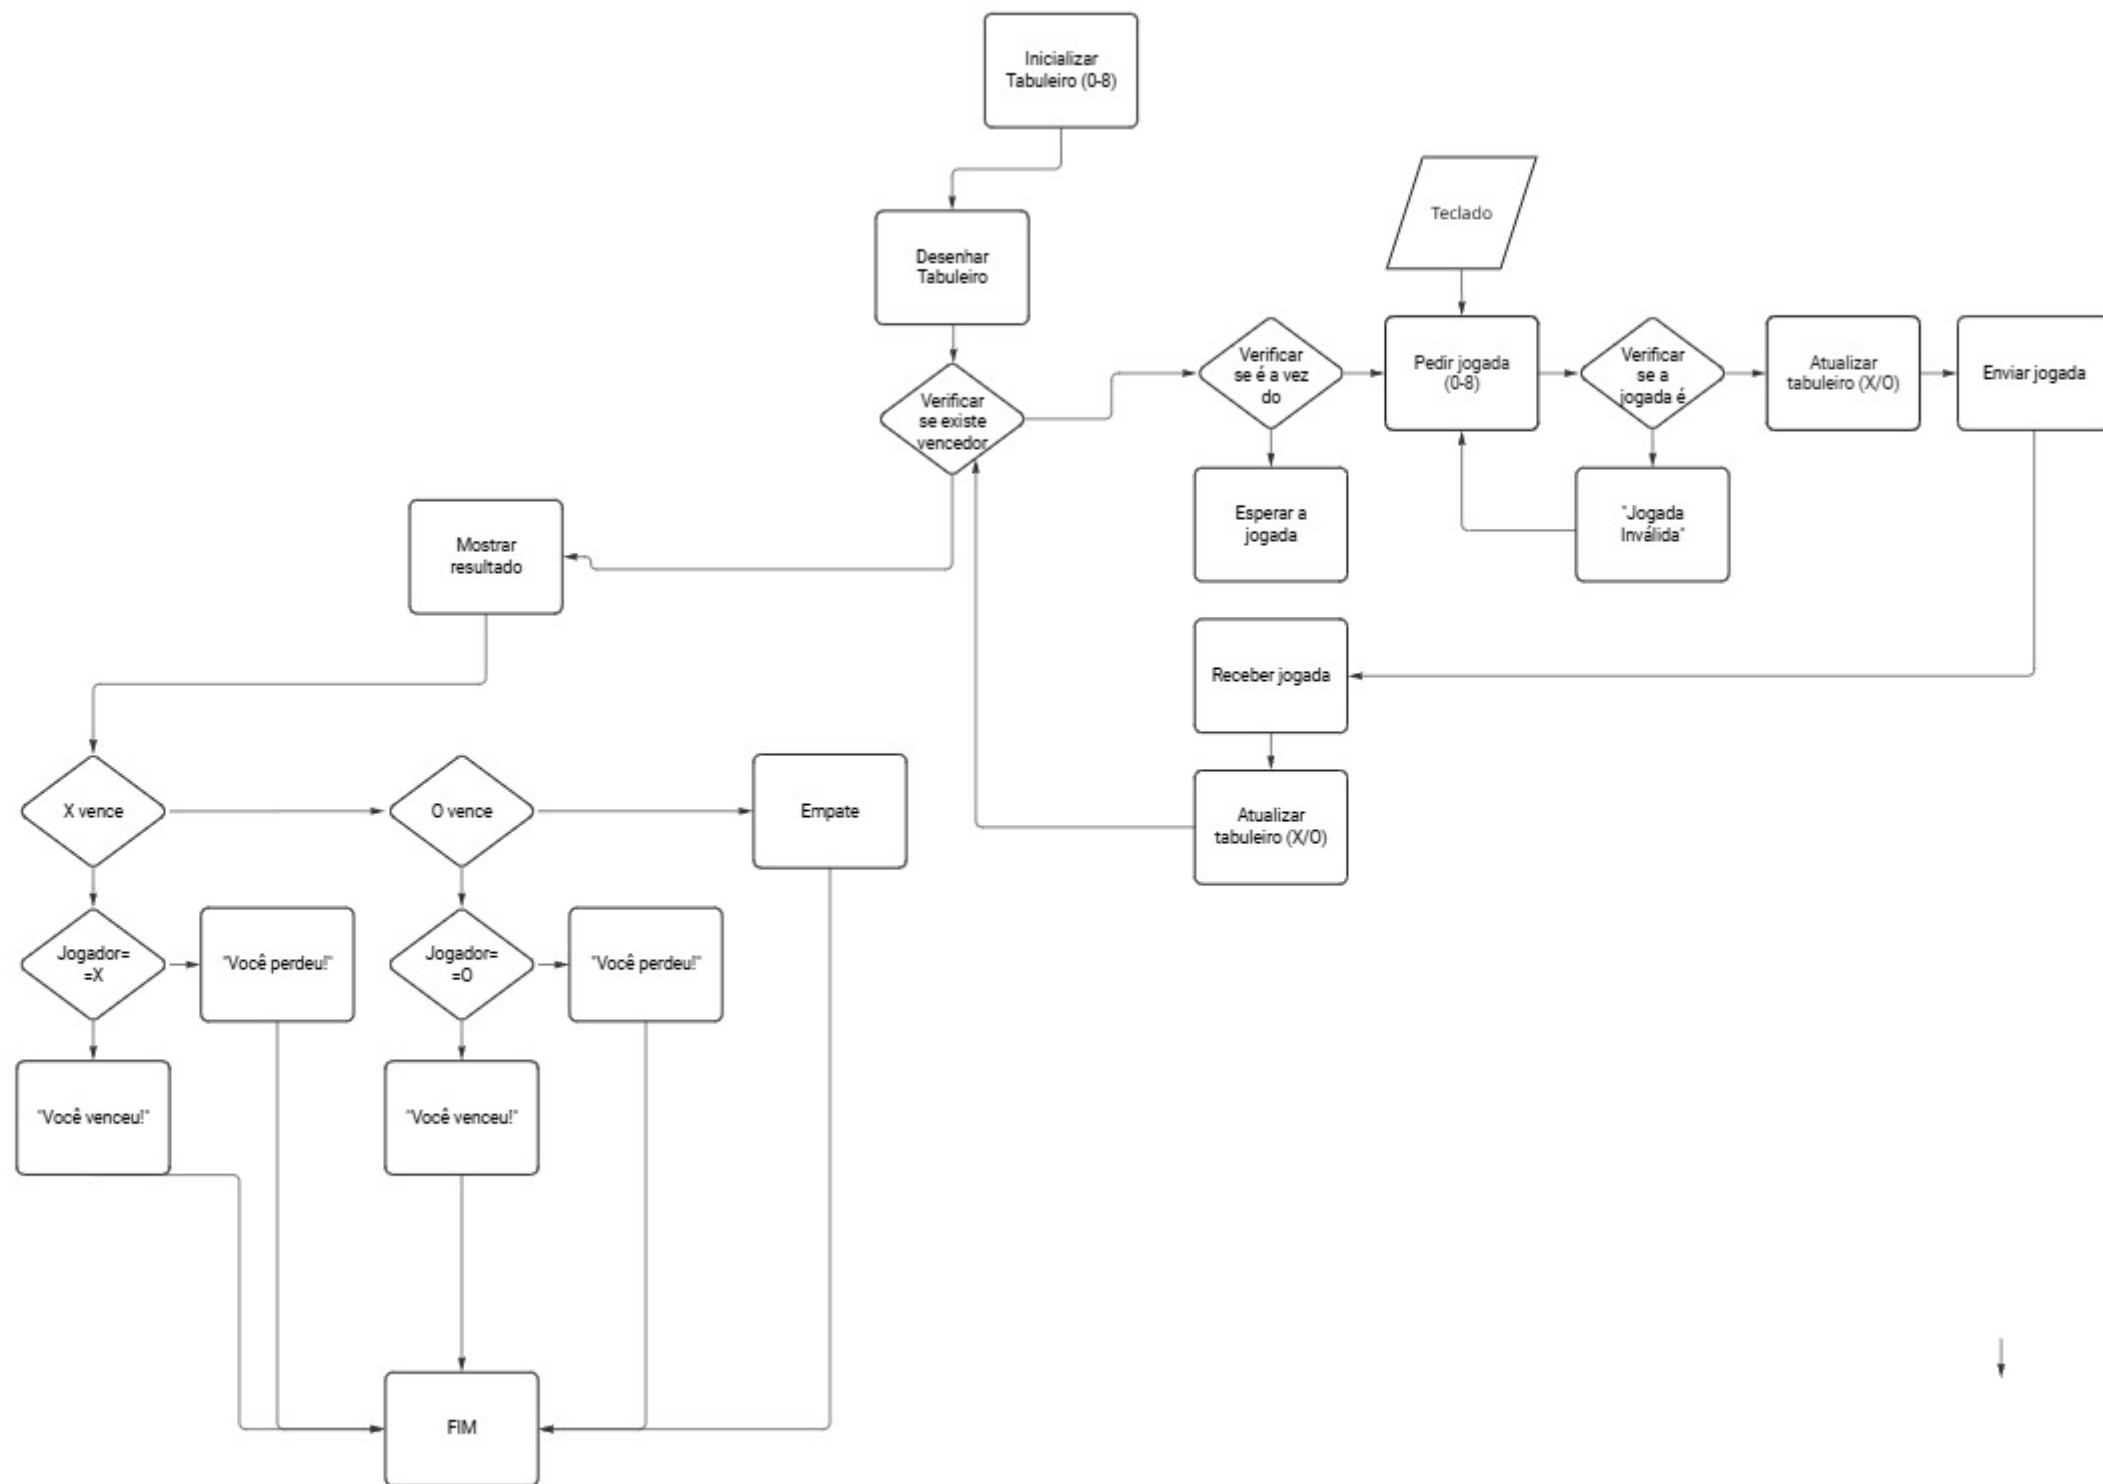 Inicializar
Tabuleiro (0-8)
Teclado
Desenhar
Tabuleiro
Verificar
se existe
vencedor
Verificar
se é a vez
do
Pedir jogada
(0-8)
Verificar
se a
jogada é
Atualizar
tabuleiro (X/O)
Enviar jogada
Esperar a
jogada
"Jogada
Inválida"
Mostrar
resultado
Receber jogada
Atualizar
tabuleiro (X/O)
X vence
O vence
Empate
Jogador=
=X
"Você perdeu!"
Jogador=
=O
"Você perdeu!"
"Você venceu!"
"Você venceu!"
FIM